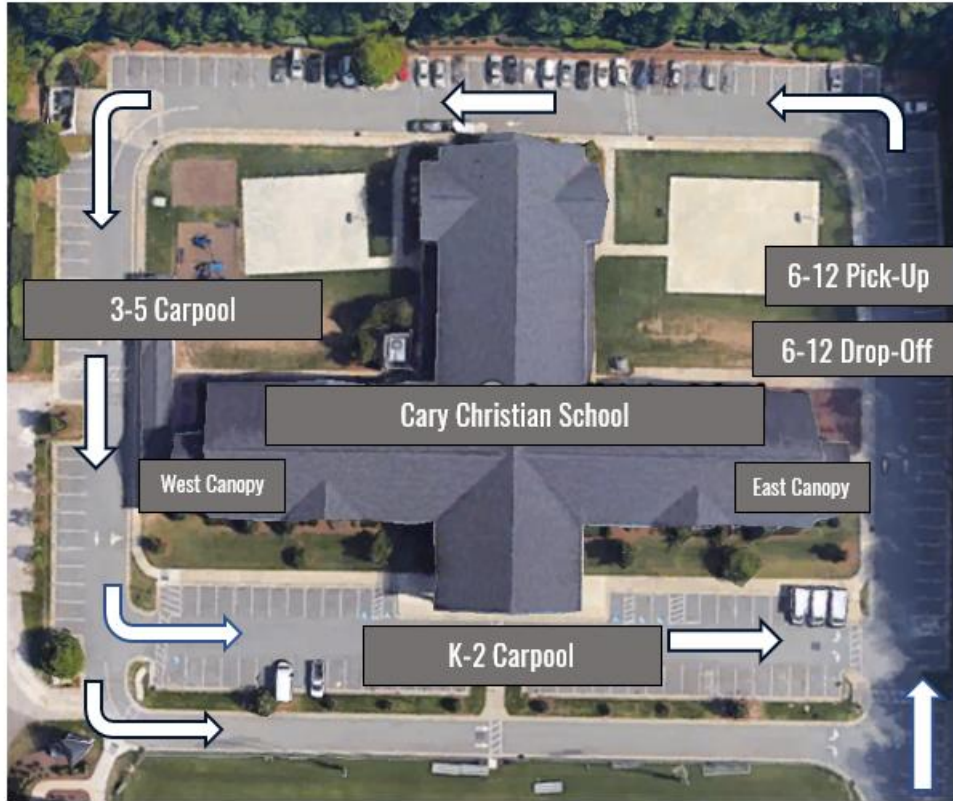 6-12 Pick-Up
3-5 Carpool
6-12 Drop-Off
Cary Christian School
West Canopy
East Canopy
K-2 Carpool